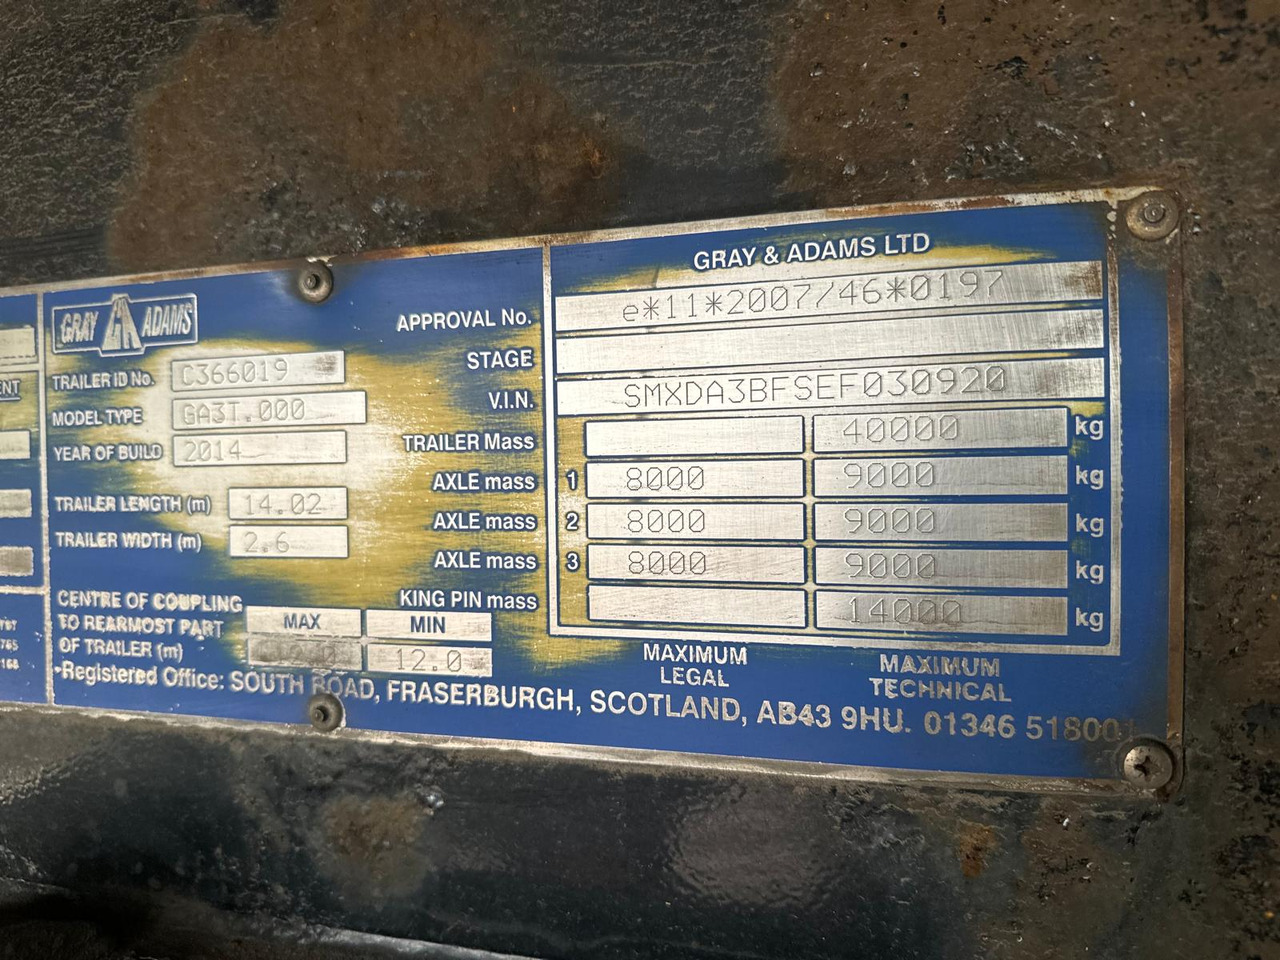 GRAY & ADAMS LTD
GRAY ADAMS
APPROVAL No. e*11*2007/46*0197
STAGE
TRAILER ID No. C366019
V.I.N. SMXDA3BFSEF030920
MODEL TYPE GA3T.000
TRAILER Mass 40000 kg
YEAR OF BUILD 2014
AXLE mass 1 8000 9000 kg
TRAILER LENGTH (m) 14.02
AXLE mass 2 8000 9000 kg
TRAILER WIDTH (m) 2.6
AXLE mass 3 8000 9000 kg
KING PIN mass 14000 kg
CENTRE OF COUPLING
TO REARMOST PART
OF TRAILER (m)
MAX MIN
12.0
MAXIMUM
LEGAL
MAXIMUM
TECHNICAL
Registered Office: SOUTH ROAD, FRASERBURGH, SCOTLAND, AB43 9HU. 01346 518001
765
168